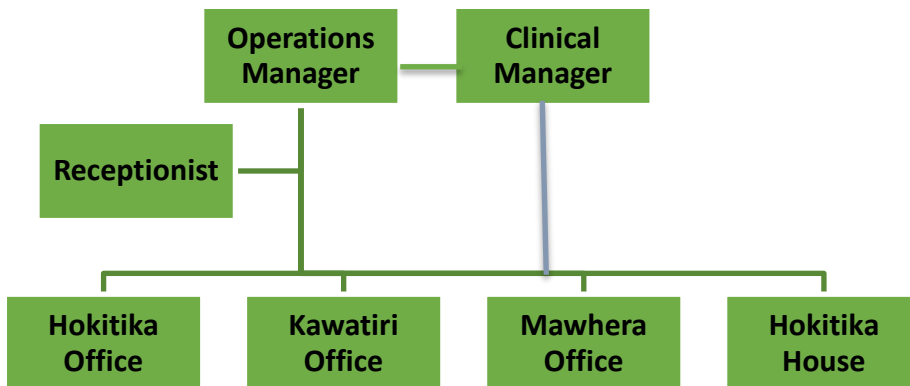 Operations
Manager
Clinical
Manager
Receptionist
Hokitika
Office
Kawatiri
Office
Mawhera
Office
Hokitika
House